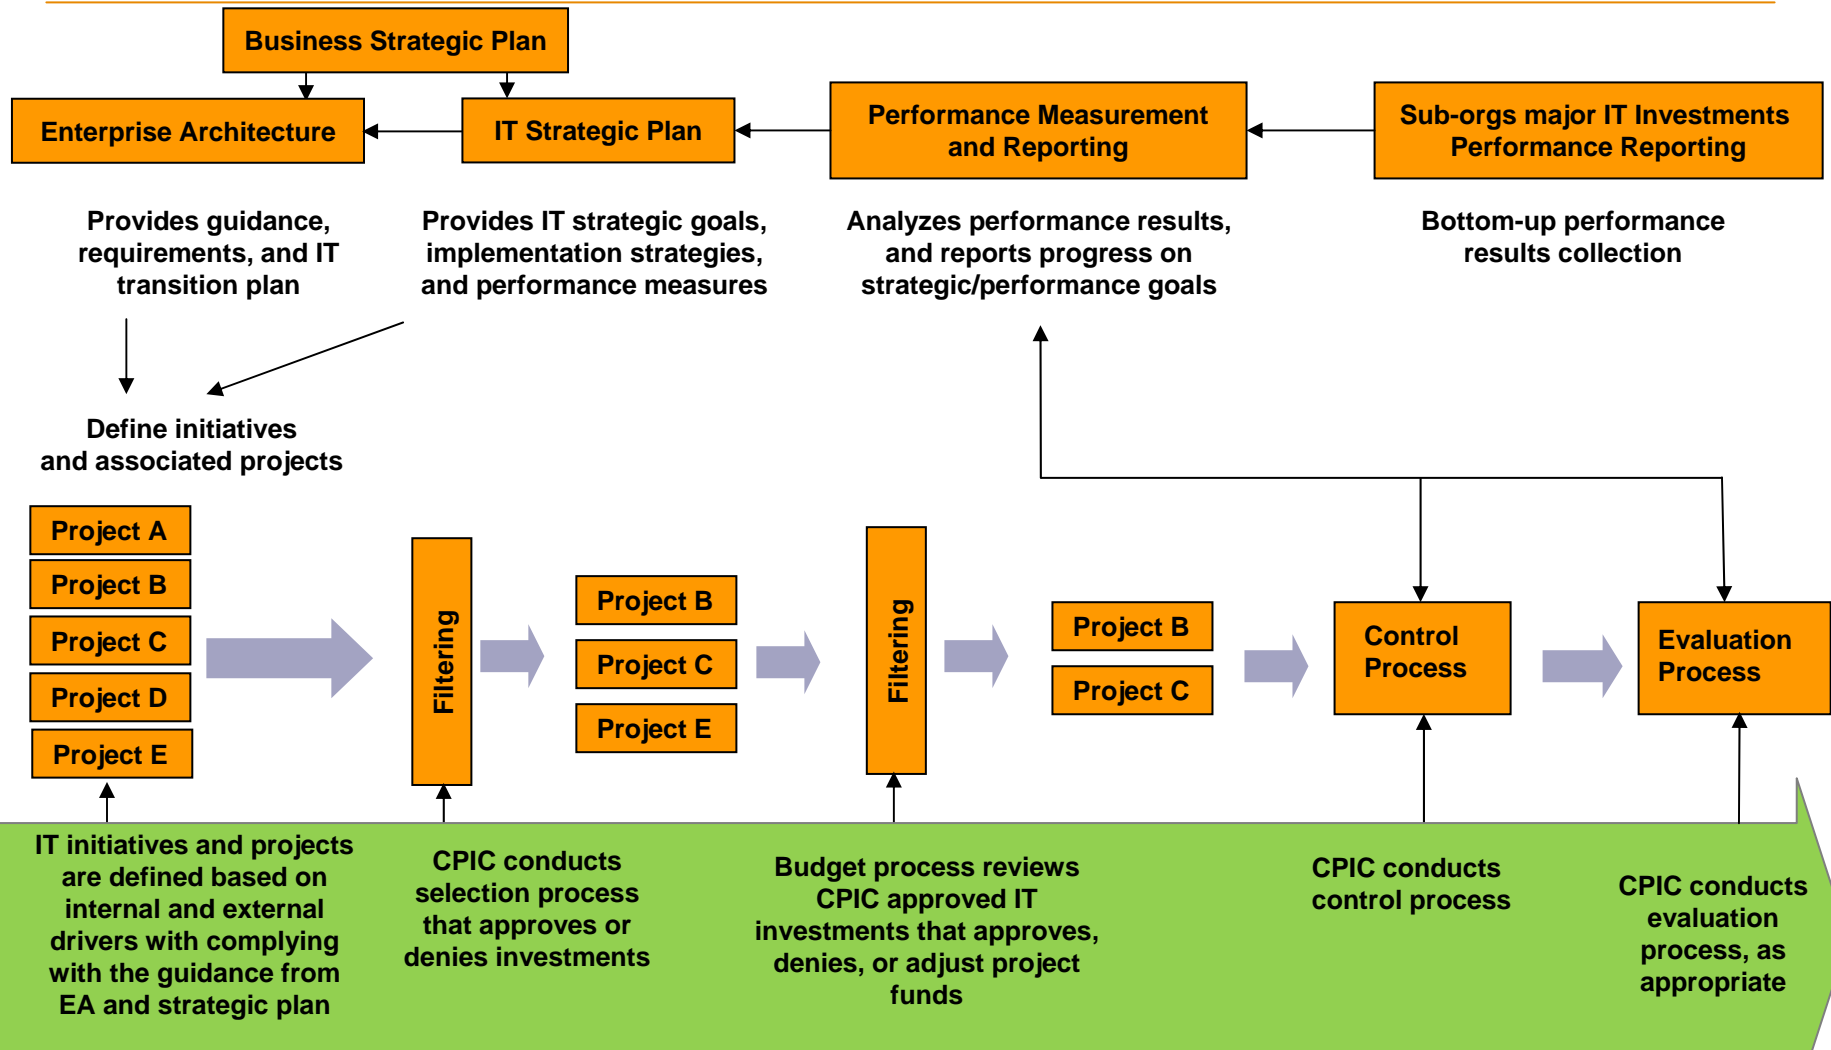 Business Strategic Plan
Enterprise Architecture
IT Strategic Plan
Performance Measurement
and Reporting
Sub-orgs major IT Investments
Performance Reporting
Provides guidance,
requirements, and IT
transition plan
Provides IT strategic goals,
implementation strategies,
and performance measures
Analyzes performance results,
and reports progress on
strategic/performance goals
Bottom-up performance
results collection
Define initiatives
and associated projects
Project A
Project B
Project C
Project D
Project E
Filtering
Project B
Project C
Project E
Filtering
Project B
Project C
Control
Process
Evaluation
Process
IT initiatives and projects
are defined based on
internal and external
drivers with complying
with the guidance from
EA and strategic plan
CPIC conducts
selection process
that approves or
denies investments
Budget process reviews
CPIC approved IT
investments that approves,
denies, or adjust project
funds
CPIC conducts
control process
CPIC conducts
evaluation
process, as
appropriate